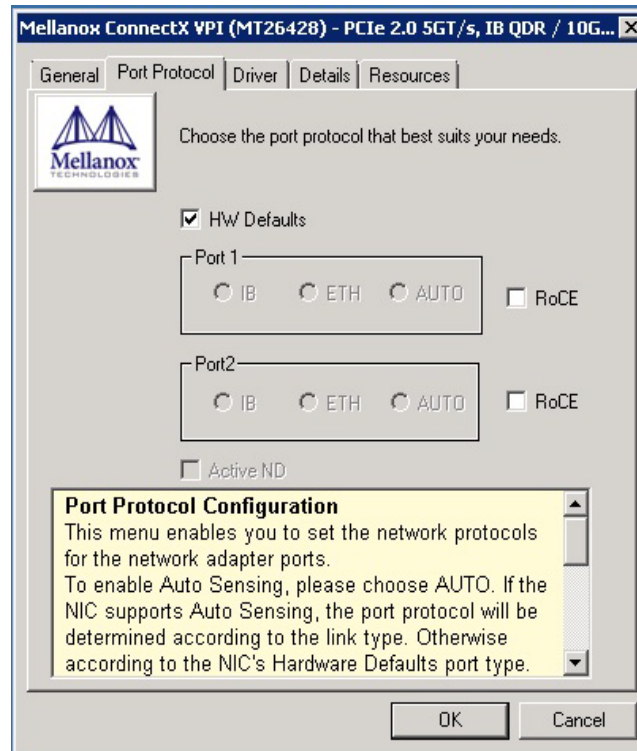 Mellanox ConnectX VPI (MT26428) - PCIe 2.0 5GT/s, IB QDR / 10G...
General Port Protocol Driver Details Resources
Mellanox
TECHNOLOGIES
Choose the port protocol that best suits your needs.
HW Defaults
Port 1
IB ETH AUTO RoCE
Port2
IB ETH AUTO RoCE
Active ND
Port Protocol Configuration
This menu enables you to set the network protocols
for the network adapter ports.
To enable Auto Sensing, please choose AUTO. If the
NIC supports Auto Sensing, the port protocol will be
determined according to the link type. Otherwise
according to the NIC's Hardware Defaults port type.
OK Cancel